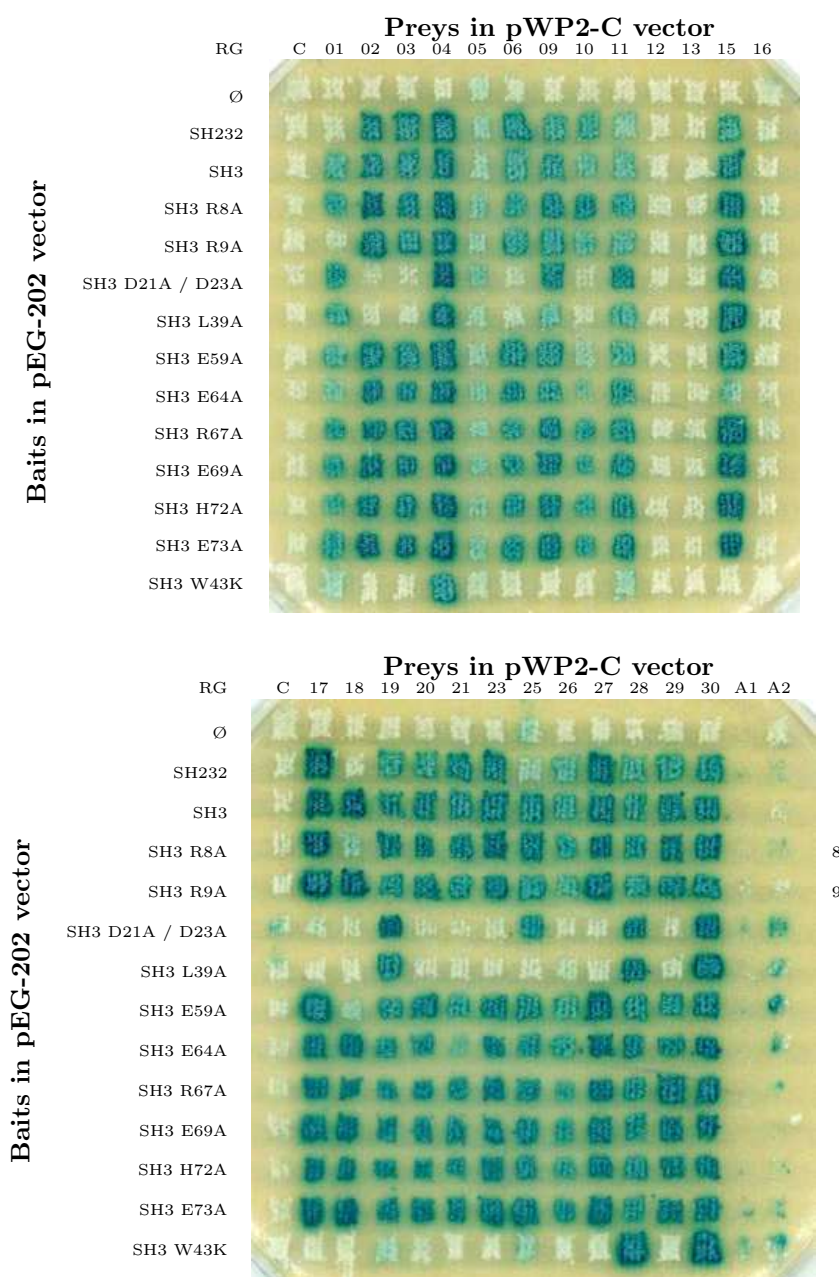 Preys in pWP2-C vector
RG C 01 02 03 04 05 06 09 10 11 12 13 15 16
Baits in pEG-202 vector
Ø
SH232
SH3
SH3 R8A
SH3 R9A
SH3 D21A / D23A
SH3 L39A
SH3 E59A
SH3 E64A
SH3 R67A
SH3 E69A
SH3 H72A
SH3 E73A
SH3 W43K
Preys in pWP2-C vector
RG C 17 18 19 20 21 23 25 26 27 28 29 30 A1 A2
Baits in pEG-202 vector
Ø
SH232
SH3
SH3 R8A 8
SH3 R9A 9
SH3 D21A / D23A
SH3 L39A
SH3 E59A
SH3 E64A
SH3 R67A
SH3 E69A
SH3 H72A
SH3 E73A
SH3 W43K